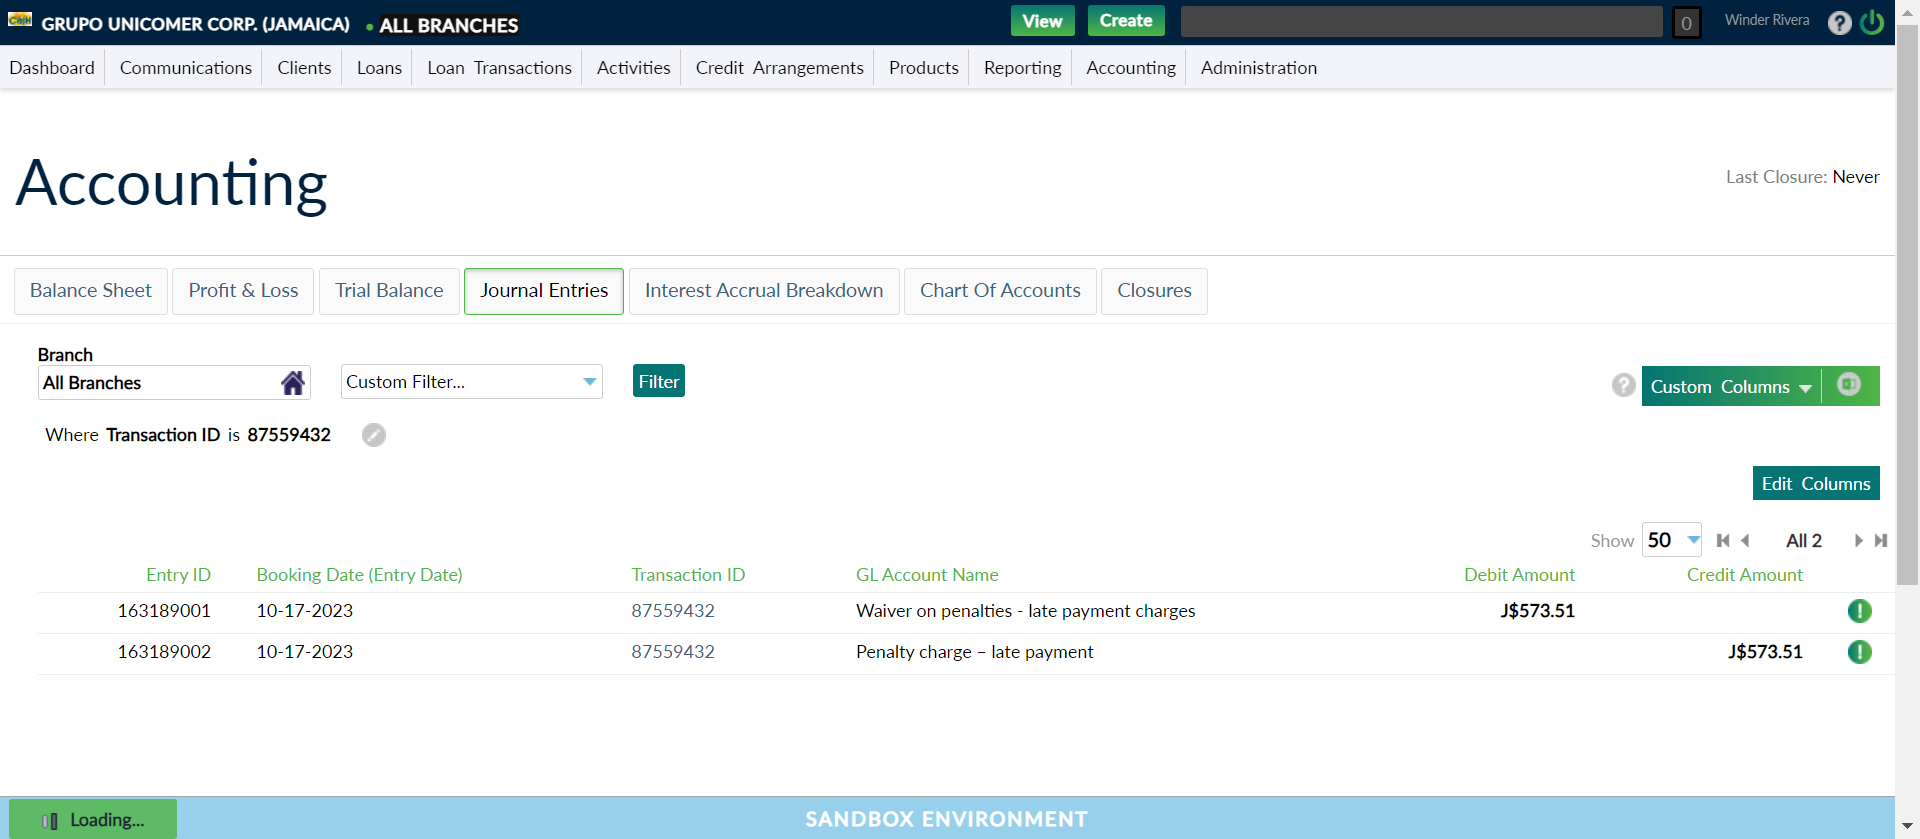 GRUPO UNICOMER CORP. (JAMAICA) • ALL BRANCHES View Create 0 Winder Rivera ?
Dashboard Communications Clients Loans Loan Transactions Activities Credit Arrangements Products Reporting Accounting Administration
Accounting
Last Closure: Never
Balance Sheet Profit & Loss Trial Balance Journal Entries Interest Accrual Breakdown Chart Of Accounts Closures
Branch
All Branches Custom Filter... Filter ? Custom Columns
Where Transaction ID is 87559432
Edit Columns
Show 50 All 2
Entry ID Booking Date (Entry Date) Transaction ID GL Account Name Debit Amount Credit Amount
163189001 10-17-2023 87559432 Waiver on penalties - late payment charges J$573.51 !
163189002 10-17-2023 87559432 Penalty charge – late payment J$573.51 !
Loading... SANDBOX ENVIRONMENT